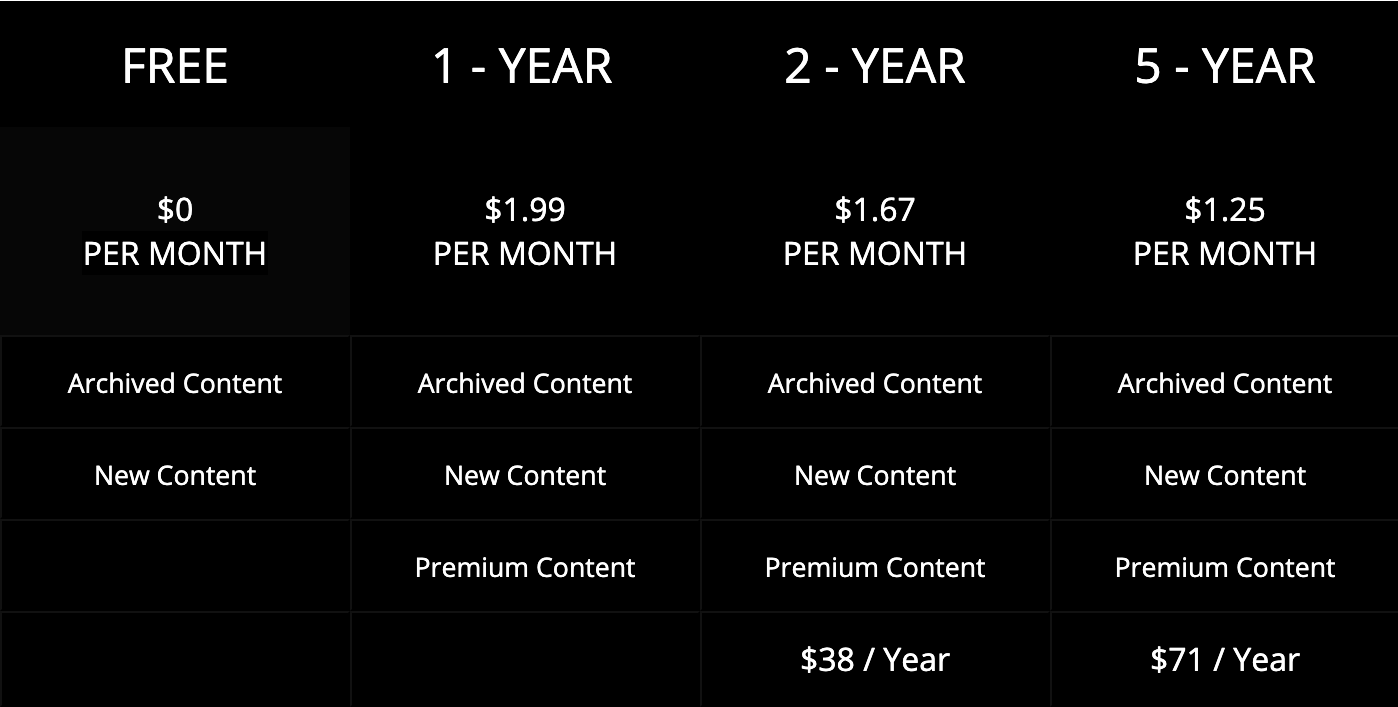 FREE 1 - YEAR 2 - YEAR 5 - YEAR
$0 $1.99 $1.67 $1.25
PER MONTH PER MONTH PER MONTH PER MONTH
Archived Content Archived Content Archived Content Archived Content
New Content New Content New Content New Content
Premium Content Premium Content Premium Content
$38 / Year $71 / Year